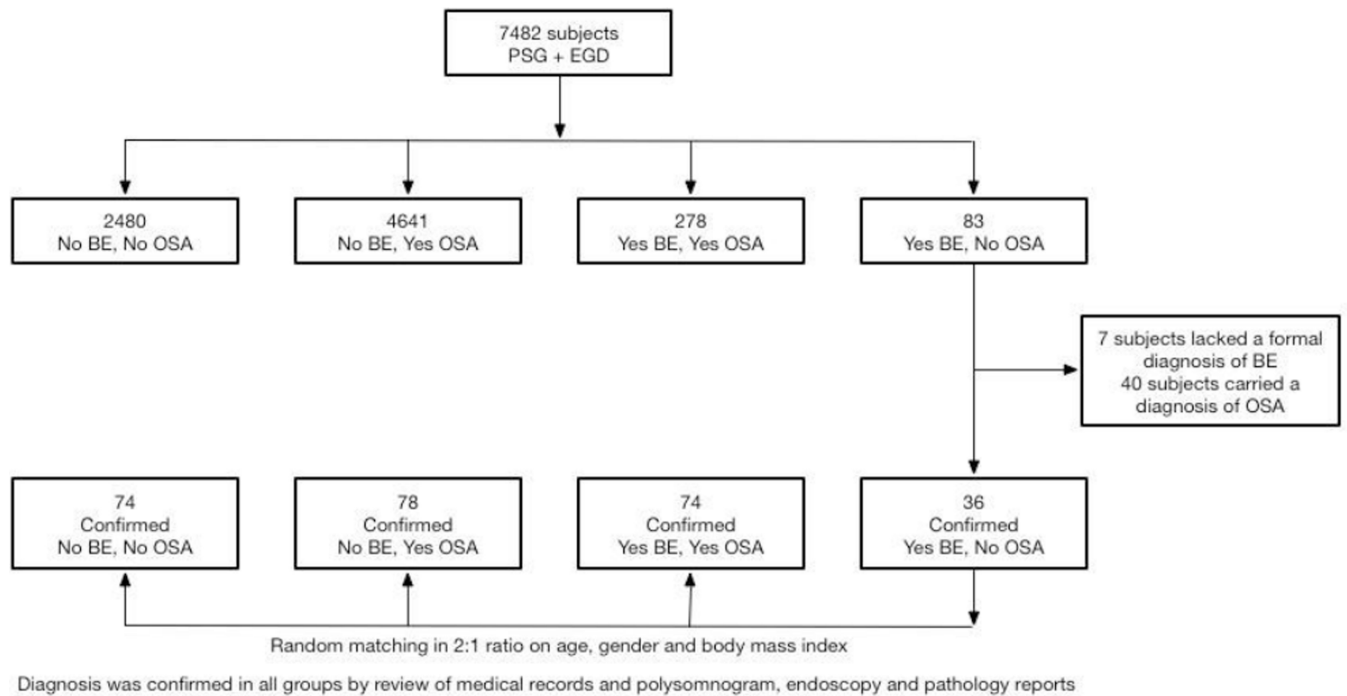 7482 subjects
PSG + EGD
2480
No BE, No OSA
4641
No BE, Yes OSA
278
Yes BE, Yes OSA
83
Yes BE, No OSA
7 subjects lacked a formal
diagnosis of BE
40 subjects carried a
diagnosis of OSA
74
Confirmed
No BE, No OSA
78
Confirmed
No BE, Yes OSA
74
Confirmed
Yes BE, Yes OSA
36
Confirmed
Yes BE, No OSA
Random matching in 2:1 ratio on age, gender and body mass index
Diagnosis was confirmed in all groups by review of medical records and polysomnogram, endoscopy and pathology reports